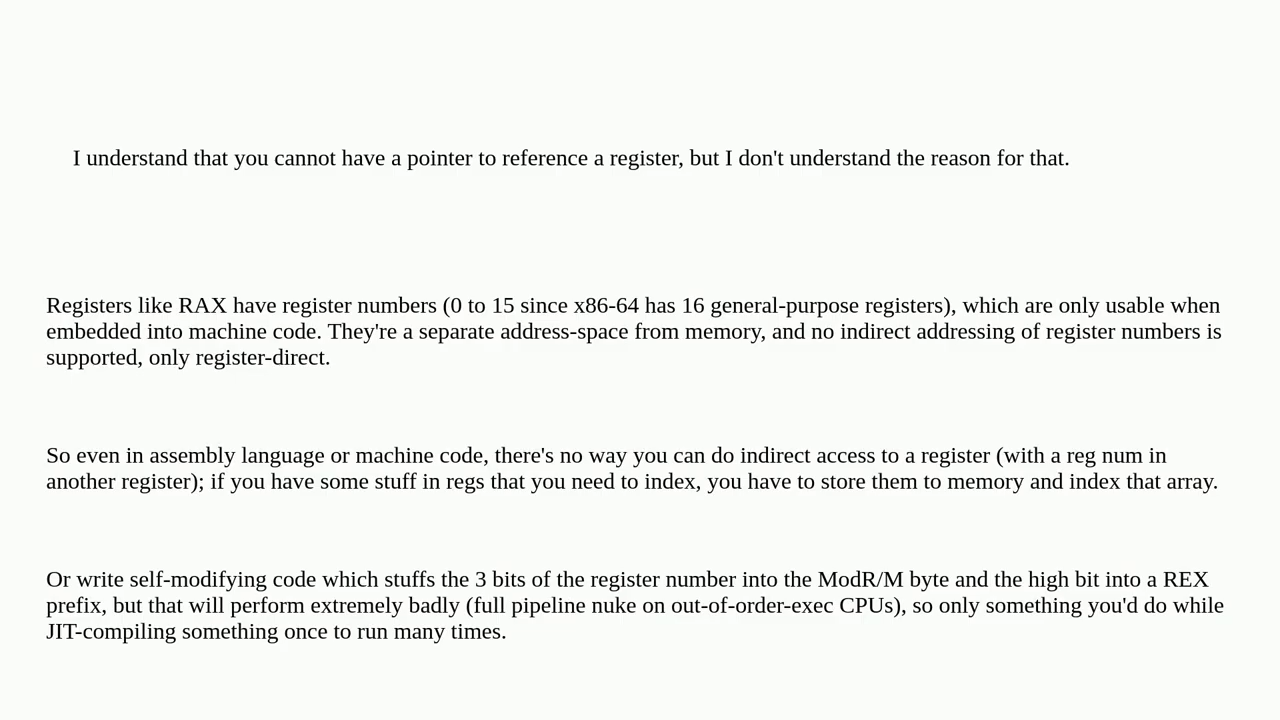 I understand that you cannot have a pointer to reference a register, but I don't understand the reason for that.
Registers like RAX have register numbers (0 to 15 since x86-64 has 16 general-purpose registers), which are only usable when
embedded into machine code. They're a separate address-space from memory, and no indirect addressing of register numbers is
supported, only register-direct.
So even in assembly language or machine code, there's no way you can do indirect access to a register (with a reg num in
another register); if you have some stuff in regs that you need to index, you have to store them to memory and index that array.
Or write self-modifying code which stuffs the 3 bits of the register number into the ModR/M byte and the high bit into a REX
prefix, but that will perform extremely badly (full pipeline nuke on out-of-order-exec CPUs), so only something you'd do while
JIT-compiling something once to run many times.